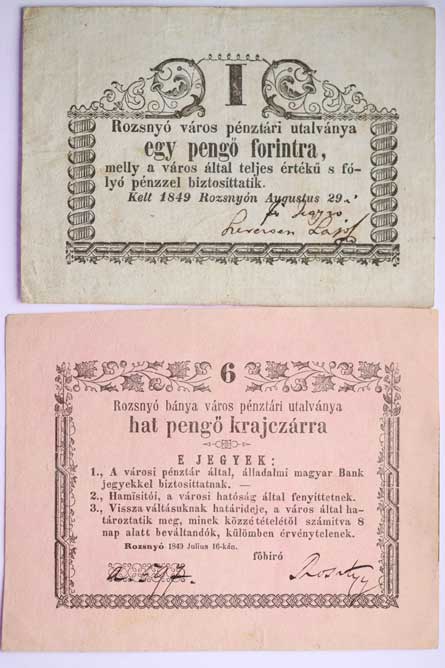 I
Rozsnyó város pénztári utalványa
egy pengő forintra,
melly a város által teljes értékű s fo-
lyó pénzzel biztosittatik.
Kelt 1849 Rozsnyón Augustus 29
6
Rozsnyó bánya város pénztári utalványa
hat pengő krajczárra
E JEGYEK:
1., A városi pénztár által, álladalmi magyar Bank
jegyekkel biztosittatnak. —
2., Hamisítói, a városi hatóság által fenyittetnek.
3., Vissza váltásuknak határideje, a város által ha-
tároztatik meg, minek közzétételétől számitva 8
nap alatt beváltandók, külömben érvénytelenek.
Rozsnyó 1849 Julius 16-kán.
főbiró